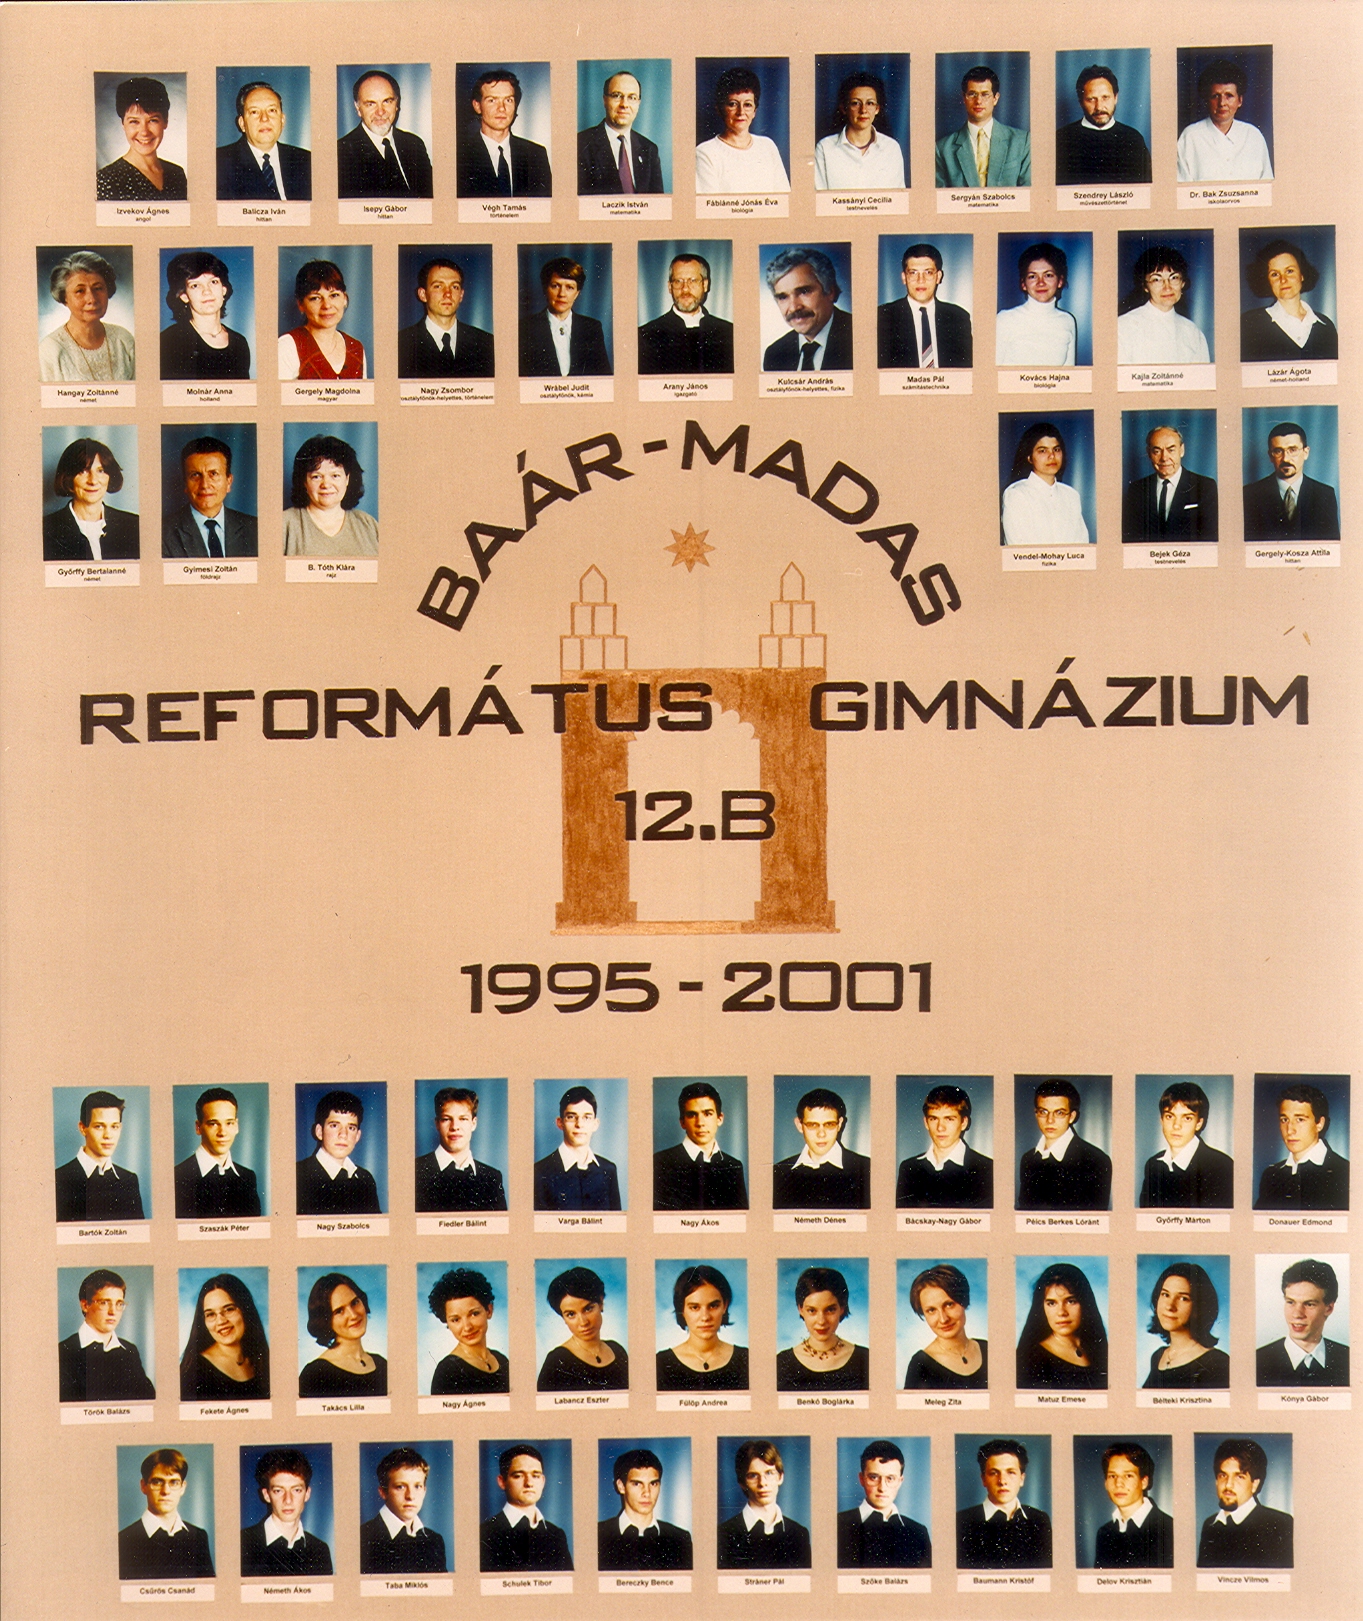 Izvekov Ágnes
angol
Balicza Iván
hittan
Isepy Gábor
hittan
Végh Tamás
történelem
Laczik István
matematika
Fábiánné Jónás Éva
biológia
Kassányi Cecília
testnevelés
Sergyán Szabolcs
matematika
Szendrey László
művészettörténet
Dr. Bak Zsuzsanna
iskolaorvos
Hangay Zoltánné
német
Molnár Anna
holland
Gergely Magdolna
magyar
Nagy Zsombor
osztályfőnök-helyettes, történelem
Wrábel Judit
osztályfőnök, kémia
Arany János
igazgató
Kulcsár András
osztályfőnök-helyettes, fizika
Madas Pál
számítástechnika
Kovács Hajna
biológia
Kajla Zoltánné
matematika
Lázár Ágota
német-holland
Győrffy Bertalanné
német
Gyimesi Zoltán
földrajz
B. Tóth Klára
rajz
Vendel-Mohay Luca
fizika
Bejek Géza
testnevelés
Gergely-Kosza Attila
hittan
BAÁR-MADAS
REFORMÁTUS GIMNÁZIUM
12.B
1995-2001
Bartók Zoltán
Szaszák Péter
Nagy Szabolcs
Fiedler Bálint
Varga Bálint
Nagy Ákos
Németh Dénes
Bácskay-Nagy Gábor
Pélcs Berkes Lóránt
Győrffy Márton
Donauer Edmond
Török Balázs
Fekete Ágnes
Takács Lilla
Nagy Ágnes
Labancz Eszter
Fülöp Andrea
Benkő Boglárka
Meleg Zita
Matuz Emese
Bélteki Krisztina
Kónya Gábor
Csűrös Csanád
Németh Ákos
Taba Miklós
Schulek Tibor
Bereczky Bence
Stráner Pál
Szőke Balázs
Baumann Kristóf
Delov Krisztián
Vincze Vilmos